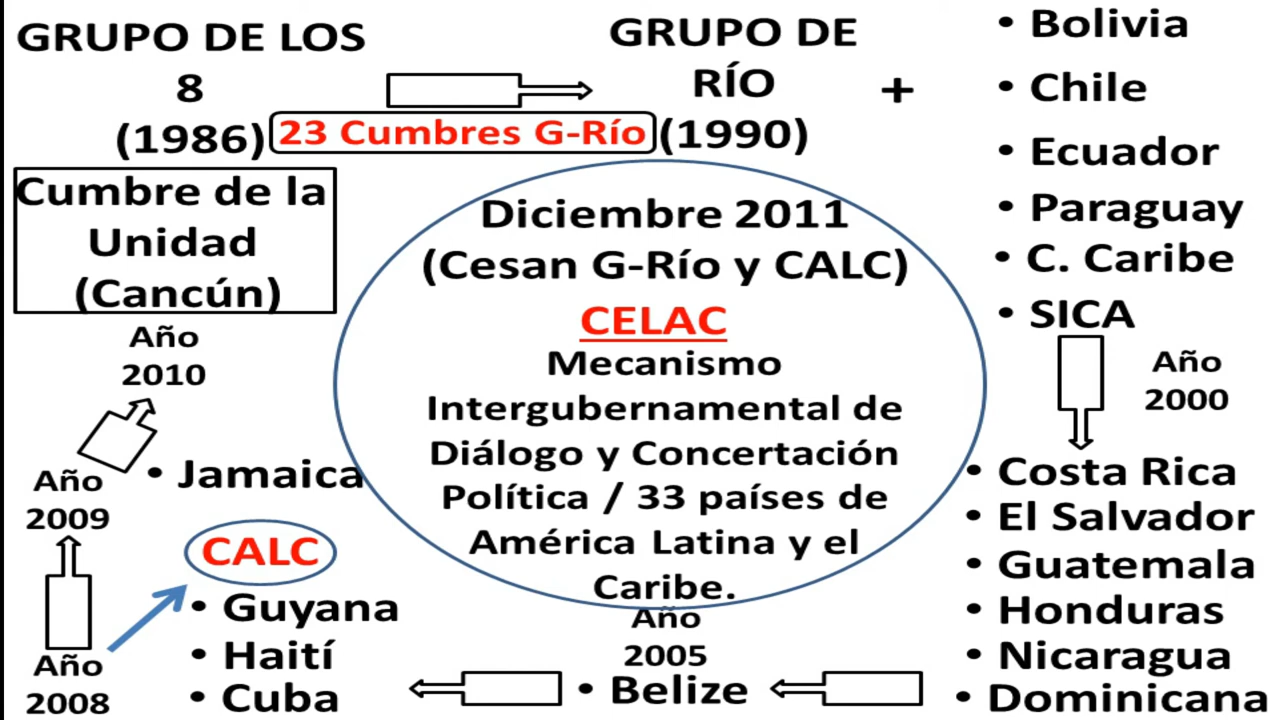 GRUPO DE LOS
8
(1986)
23 Cumbres G-Río
GRUPO DE
RÍO
(1990)
+
• Bolivia
• Chile
• Ecuador
• Paraguay
• C. Caribe
• SICA
Año
2000
• Costa Rica
• El Salvador
• Guatemala
• Honduras
• Nicaragua
• Dominicana
Año
2005
• Belize
CALC
• Guyana
• Haití
• Cuba
Año
2008
Año
2009
• Jamaica
Año
2010
Cumbre de la
Unidad
(Cancún)
Diciembre 2011
(Cesan G-Río y CALC)
CELAC
Mecanismo
Intergubernamental de
Diálogo y Concertación
Política / 33 países de
América Latina y el
Caribe.